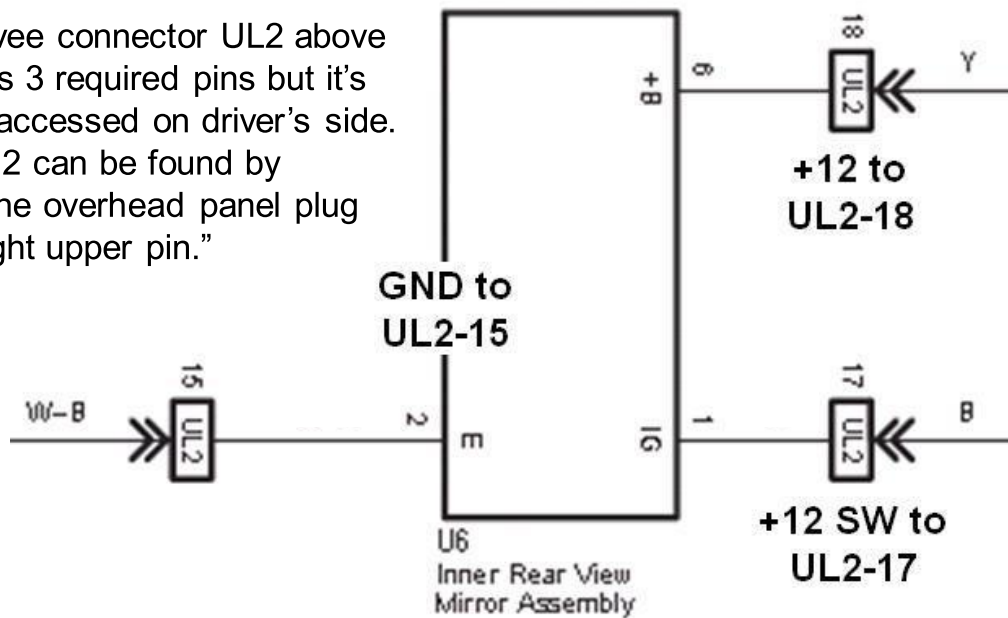 vee connector UL2 above
s 3 required pins but it’s
accessed on driver’s side.
2 can be found by
he overhead panel plug
ght upper pin.”
18
UL2
Y
6
+B
+12 to
UL2-18
GND to
UL2-15
15
UL2
W-B
2
E
IG
1
17
UL2
B
+12 SW to
UL2-17
U6
Inner Rear View
Mirror Assembly